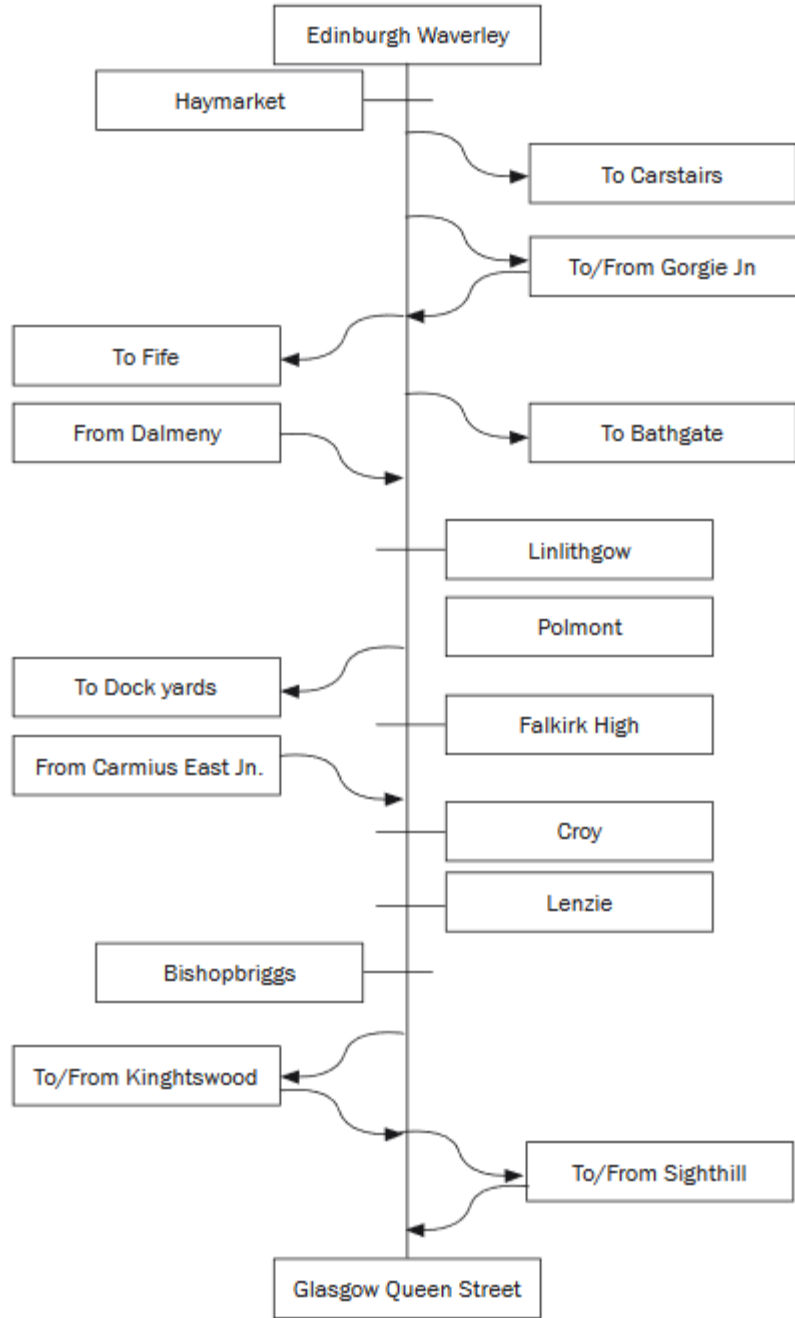 Edinburgh Waverley
Haymarket
To Carstairs
To/From Gorgie Jn
To Fife
From Dalmeny
To Bathgate
Linlithgow
Polmont
To Dock yards
Falkirk High
From Carmius East Jn.
Croy
Lenzie
Bishopbriggs
To/From Kinghtswood
To/From Sighthill
Glasgow Queen Street